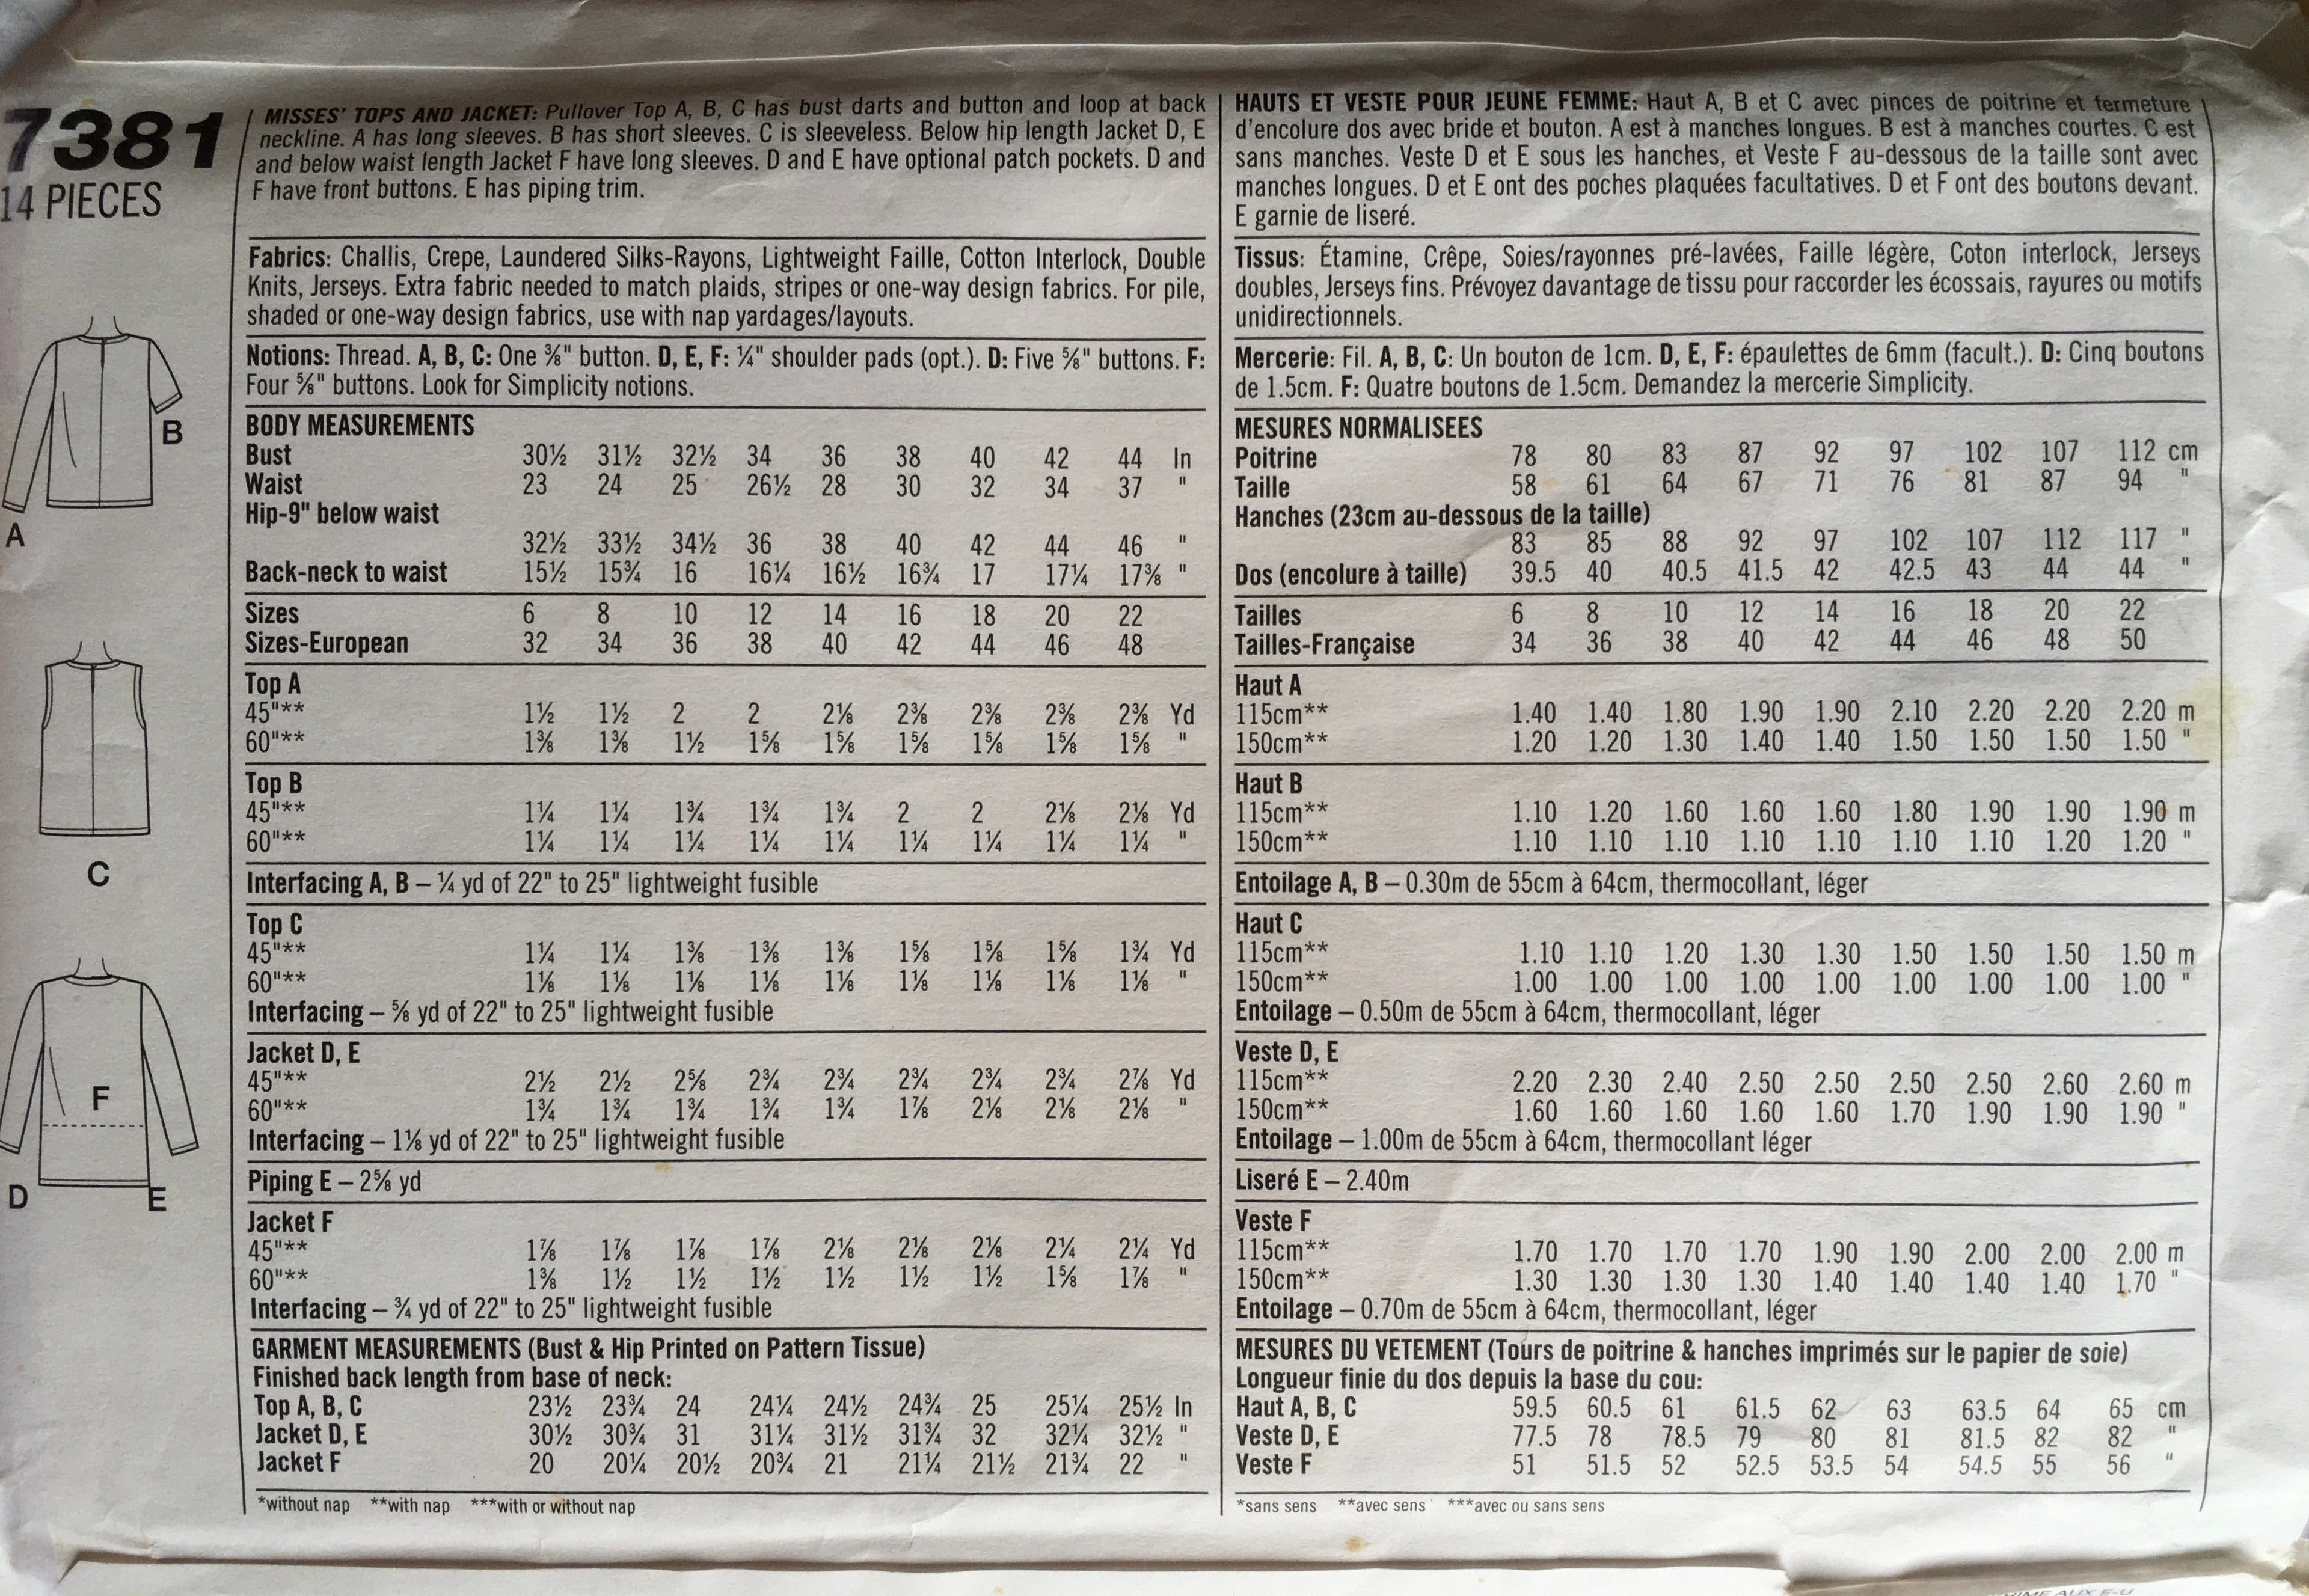 7381
14 PIECES
A
B
C
F
D
E
MISSES' TOPS AND JACKET: Pullover Top A, B, C has bust darts and button and loop at back
neckline. A has long sleeves. B has short sleeves. C is sleeveless. Below hip length Jacket D, E
and below waist length Jacket F have long sleeves. D and E have optional patch pockets. D and
F have front buttons. E has piping trim.
Fabrics: Challis, Crepe, Laundered Silks-Rayons, Lightweight Faille, Cotton Interlock, Double
Knits, Jerseys. Extra fabric needed to match plaids, stripes or one-way design fabrics. For pile,
shaded or one-way design fabrics, use with nap yardages/layouts.
Notions: Thread. A, B, C: One ⅜" button. D, E, F: ¼" shoulder pads (opt.). D: Five ⅝" buttons. F:
Four ⅝" buttons. Look for Simplicity notions.
BODY MEASUREMENTS
Bust 30½ 31½ 32½ 34 36 38 40 42 44 In
Waist 23 24 25 26½ 28 30 32 34 37 "
Hip-9" below waist
32½ 33½ 34½ 36 38 40 42 44 46 "
Back-neck to waist 15½ 15¾ 16 16¼ 16½ 16¾ 17 17¼ 17⅜ "
Sizes 6 8 10 12 14 16 18 20 22
Sizes-European 32 34 36 38 40 42 44 46 48
Top A
45"** 1½ 1½ 2 2 2⅛ 2⅜ 2⅜ 2⅜ 2⅜ Yd
60"** 1⅜ 1⅜ 1½ 1⅝ 1⅝ 1⅝ 1⅝ 1⅝ 1⅝ "
Top B
45"** 1¼ 1¼ 1¾ 1¾ 1¾ 2 2 2⅛ 2⅛ Yd
60"** 1¼ 1¼ 1¼ 1¼ 1¼ 1¼ 1¼ 1¼ 1¼ "
Interfacing A, B – ¼ yd of 22" to 25" lightweight fusible
Top C
45"** 1¼ 1¼ 1⅜ 1⅜ 1⅜ 1⅝ 1⅝ 1⅝ 1¾ Yd
60"** 1⅛ 1⅛ 1⅛ 1⅛ 1⅛ 1⅛ 1⅛ 1⅛ 1⅛ "
Interfacing – ⅝ yd of 22" to 25" lightweight fusible
Jacket D, E
45"** 2½ 2½ 2⅝ 2¾ 2¾ 2¾ 2¾ 2¾ 2⅞ Yd
60"** 1¾ 1¾ 1¾ 1¾ 1¾ 1⅞ 2⅛ 2⅛ 2⅛ "
Interfacing – 1⅛ yd of 22" to 25" lightweight fusible
Piping E – 2⅝ yd
Jacket F
45"** 1⅞ 1⅞ 1⅞ 1⅞ 2⅛ 2⅛ 2⅛ 2¼ 2¼ Yd
60"** 1⅜ 1½ 1½ 1½ 1½ 1½ 1½ 1⅝ 1⅞ "
Interfacing – ¾ yd of 22" to 25" lightweight fusible
GARMENT MEASUREMENTS (Bust & Hip Printed on Pattern Tissue)
Finished back length from base of neck:
Top A, B, C 23½ 23¾ 24 24¼ 24½ 24¾ 25 25¼ 25½ In
Jacket D, E 30½ 30¾ 31 31¼ 31½ 31¾ 32 32¼ 32½ "
Jacket F 20 20¼ 20½ 20¾ 21 21¼ 21½ 21¾ 22 "
*without nap **with nap ***with or without nap
HAUTS ET VESTE POUR JEUNE FEMME: Haut A, B et C avec pinces de poitrine et fermeture
d'encolure dos avec bride et bouton. A est à manches longues. B est à manches courtes. C est
sans manches. Veste D et E sous les hanches, et Veste F au-dessous de la taille sont avec
manches longues. D et E ont des poches plaquées facultatives. D et F ont des boutons devant.
E garnie de liseré.
Tissus: Étamine, Crêpe, Soies/rayonnes pré-lavées, Faille légère, Coton interlock, Jerseys
doubles, Jerseys fins. Prévoyez davantage de tissu pour raccorder les écossais, rayures ou motifs
unidirectionnels.
Mercerie: Fil. A, B, C: Un bouton de 1cm. D, E, F: épaulettes de 6mm (facult.). D: Cinq boutons
de 1.5cm. F: Quatre boutons de 1.5cm. Demandez la mercerie Simplicity.
MESURES NORMALISEES
Poitrine 78 80 83 87 92 97 102 107 112 cm
Taille 58 61 64 67 71 76 81 87 94 "
Hanches (23cm au-dessous de la taille)
83 85 88 92 97 102 107 112 117 "
Dos (encolure à taille) 39.5 40 40.5 41.5 42 42.5 43 44 44 "
Tailles 6 8 10 12 14 16 18 20 22
Tailles-Française 34 36 38 40 42 44 46 48 50
Haut A
115cm** 1.40 1.40 1.80 1.90 1.90 2.10 2.20 2.20 2.20 m
150cm** 1.20 1.20 1.30 1.40 1.40 1.50 1.50 1.50 1.50 "
Haut B
115cm** 1.10 1.20 1.60 1.60 1.60 1.80 1.90 1.90 1.90 m
150cm** 1.10 1.10 1.10 1.10 1.10 1.10 1.10 1.20 1.20 "
Entoilage A, B – 0.30m de 55cm à 64cm, thermocollant, léger
Haut C
115cm** 1.10 1.10 1.20 1.30 1.30 1.50 1.50 1.50 1.50 m
150cm** 1.00 1.00 1.00 1.00 1.00 1.00 1.00 1.00 1.00 "
Entoilage – 0.50m de 55cm à 64cm, thermocollant, léger
Veste D, E
115cm** 2.20 2.30 2.40 2.50 2.50 2.50 2.50 2.60 2.60 m
150cm** 1.60 1.60 1.60 1.60 1.60 1.70 1.90 1.90 1.90 "
Entoilage – 1.00m de 55cm à 64cm, thermocollant léger
Liseré E – 2.40m
Veste F
115cm** 1.70 1.70 1.70 1.70 1.90 1.90 2.00 2.00 2.00 m
150cm** 1.30 1.30 1.30 1.30 1.40 1.40 1.40 1.40 1.70 "
Entoilage – 0.70m de 55cm à 64cm, thermocollant, léger
MESURES DU VETEMENT (Tours de poitrine & hanches imprimés sur le papier de soie)
Longueur finie du dos depuis la base du cou:
Haut A, B, C 59.5 60.5 61 61.5 62 63 63.5 64 65 cm
Veste D, E 77.5 78 78.5 79 80 81 81.5 82 82 "
Veste F 51 51.5 52 52.5 53.5 54 54.5 55 56 "
*sans sens **avec sens ***avec ou sans sens